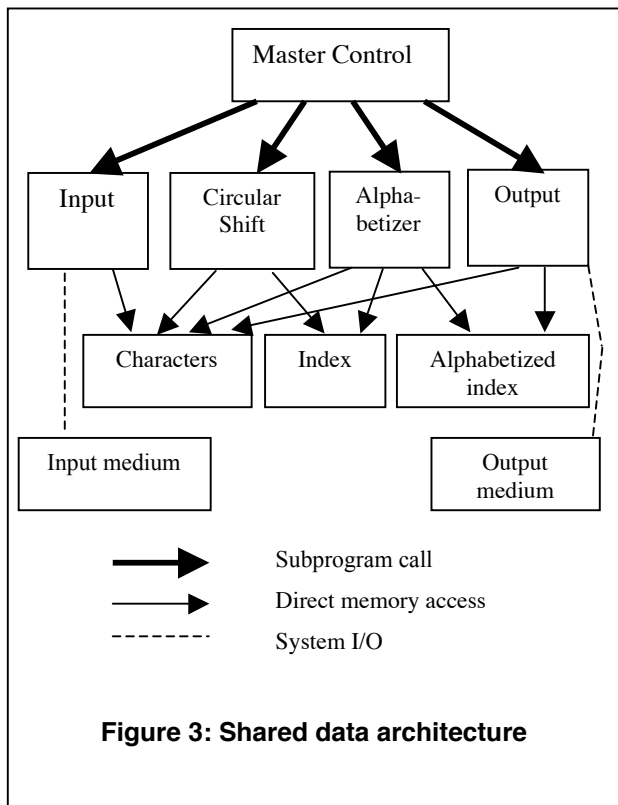 Master Control
Input
Circular
Shift
Alpha-
betizer
Output
Characters
Index
Alphabetized
index
Input medium
Output
medium
Subprogram call
Direct memory access
System I/O
Figure 3: Shared data architecture